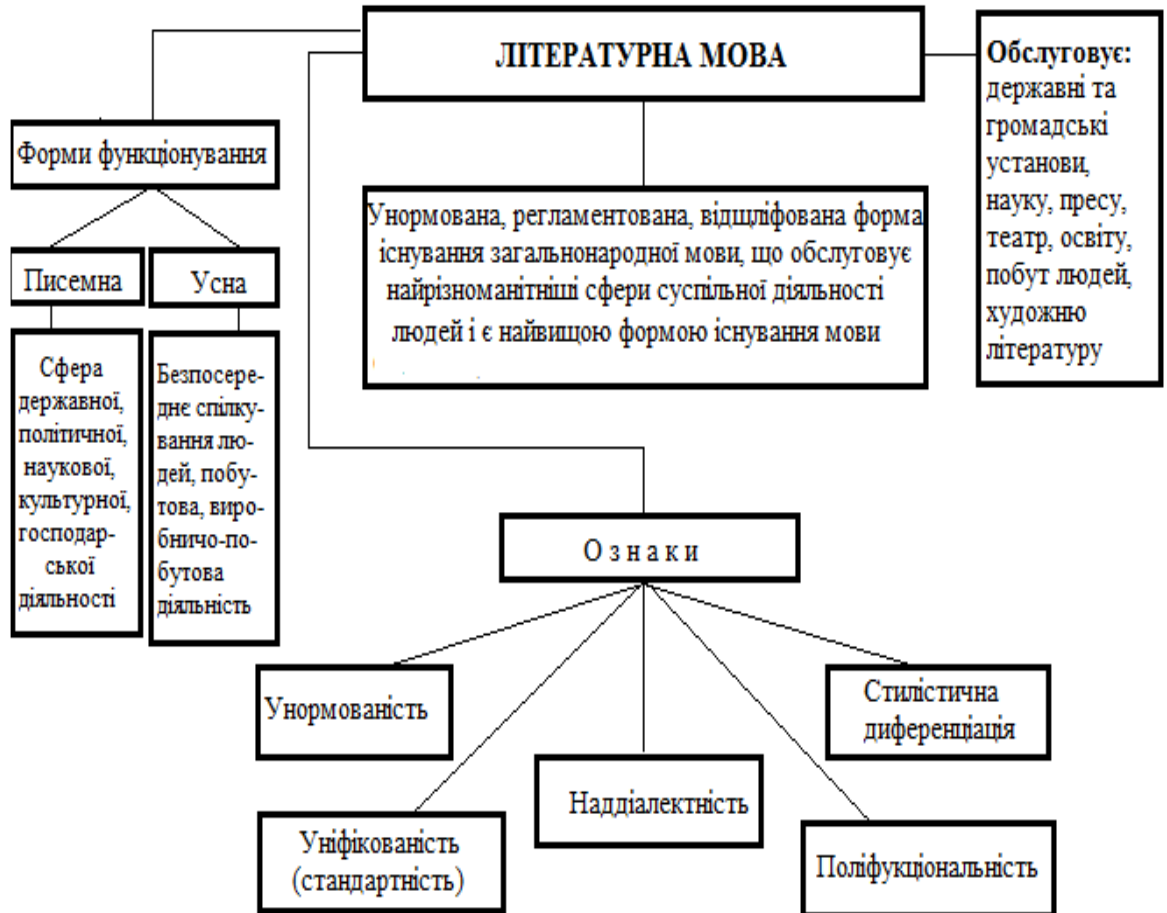 ЛІТЕРАТУРНА МОВА
Обслуговує:
державні та
громадські
установи,
науку, пресу,
театр, освіту,
побут людей,
художню
літературу
Форми функціонування
Писемна
Усна
Сфера
державної,
політичної,
наукової,
культурної,
господар-
ської
діяльності
Безпосере-
днє спілку-
вання лю-
дей, побу-
това, виро-
бничо-по-
бутова
діяльність
Унормована, регламентована, відщліфована форма
існування загальнонародної мови, що обслуговує
найрізноманітніші сфери суспільної діяльності
людей і є найвищою формою існування мови
О з н а к и
Унормованість
Стилістична
диференціація
Наддіалектність
Уніфікованість
(стандартність)
Поліфукціональність